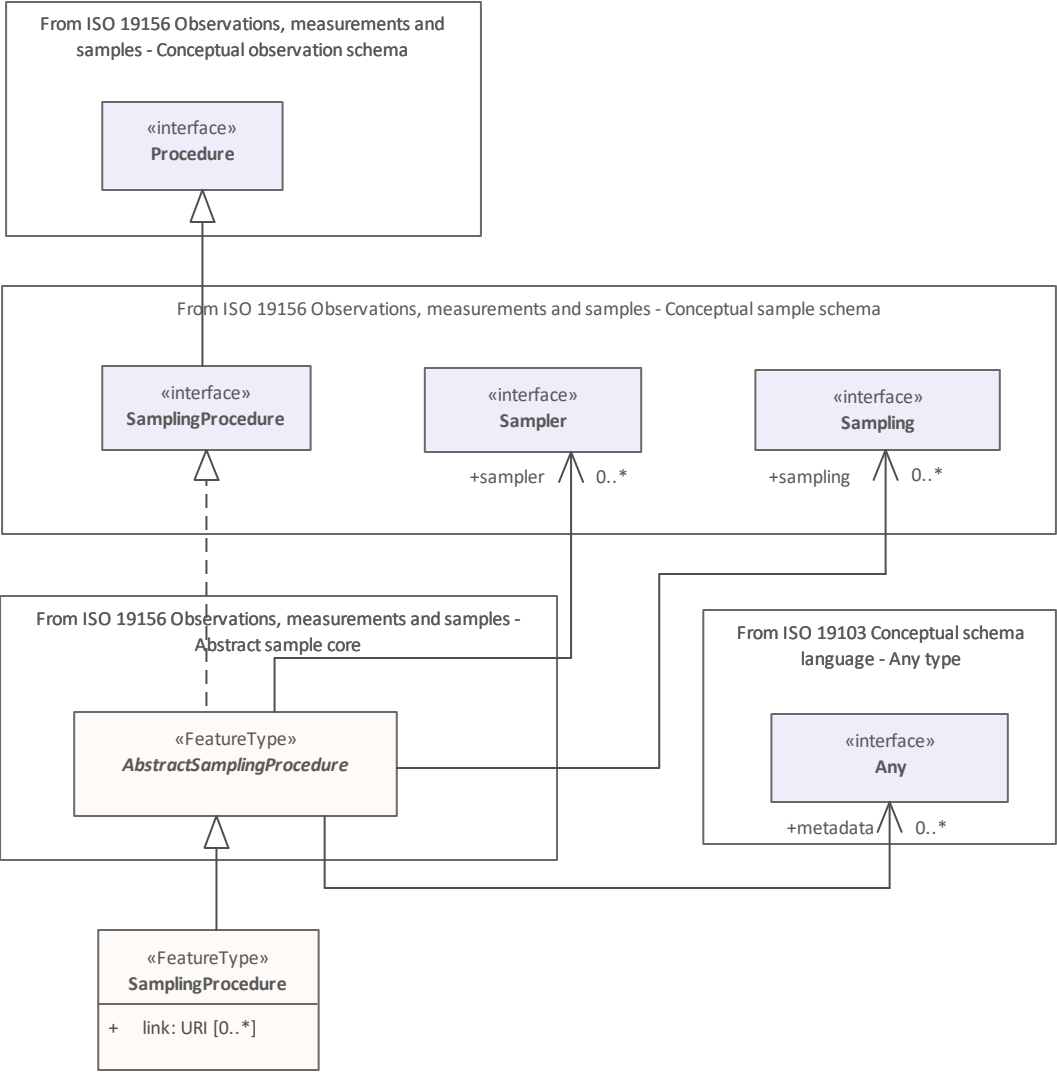 From ISO 19156 Observations, measurements and
samples - Conceptual observation schema
«interface»
Procedure
From ISO 19156 Observations, measurements and samples - Conceptual sample schema
«interface»
SamplingProcedure
«interface»
Sampler
«interface»
Sampling
+sampler
0..*
+sampling
0..*
From ISO 19156 Observations, measurements and samples -
Abstract sample core
From ISO 19103 Conceptual schema
language - Any type
«FeatureType»
AbstractSamplingProcedure
«interface»
Any
+metadata
0..*
«FeatureType»
SamplingProcedure
+ link: URI [0..*]